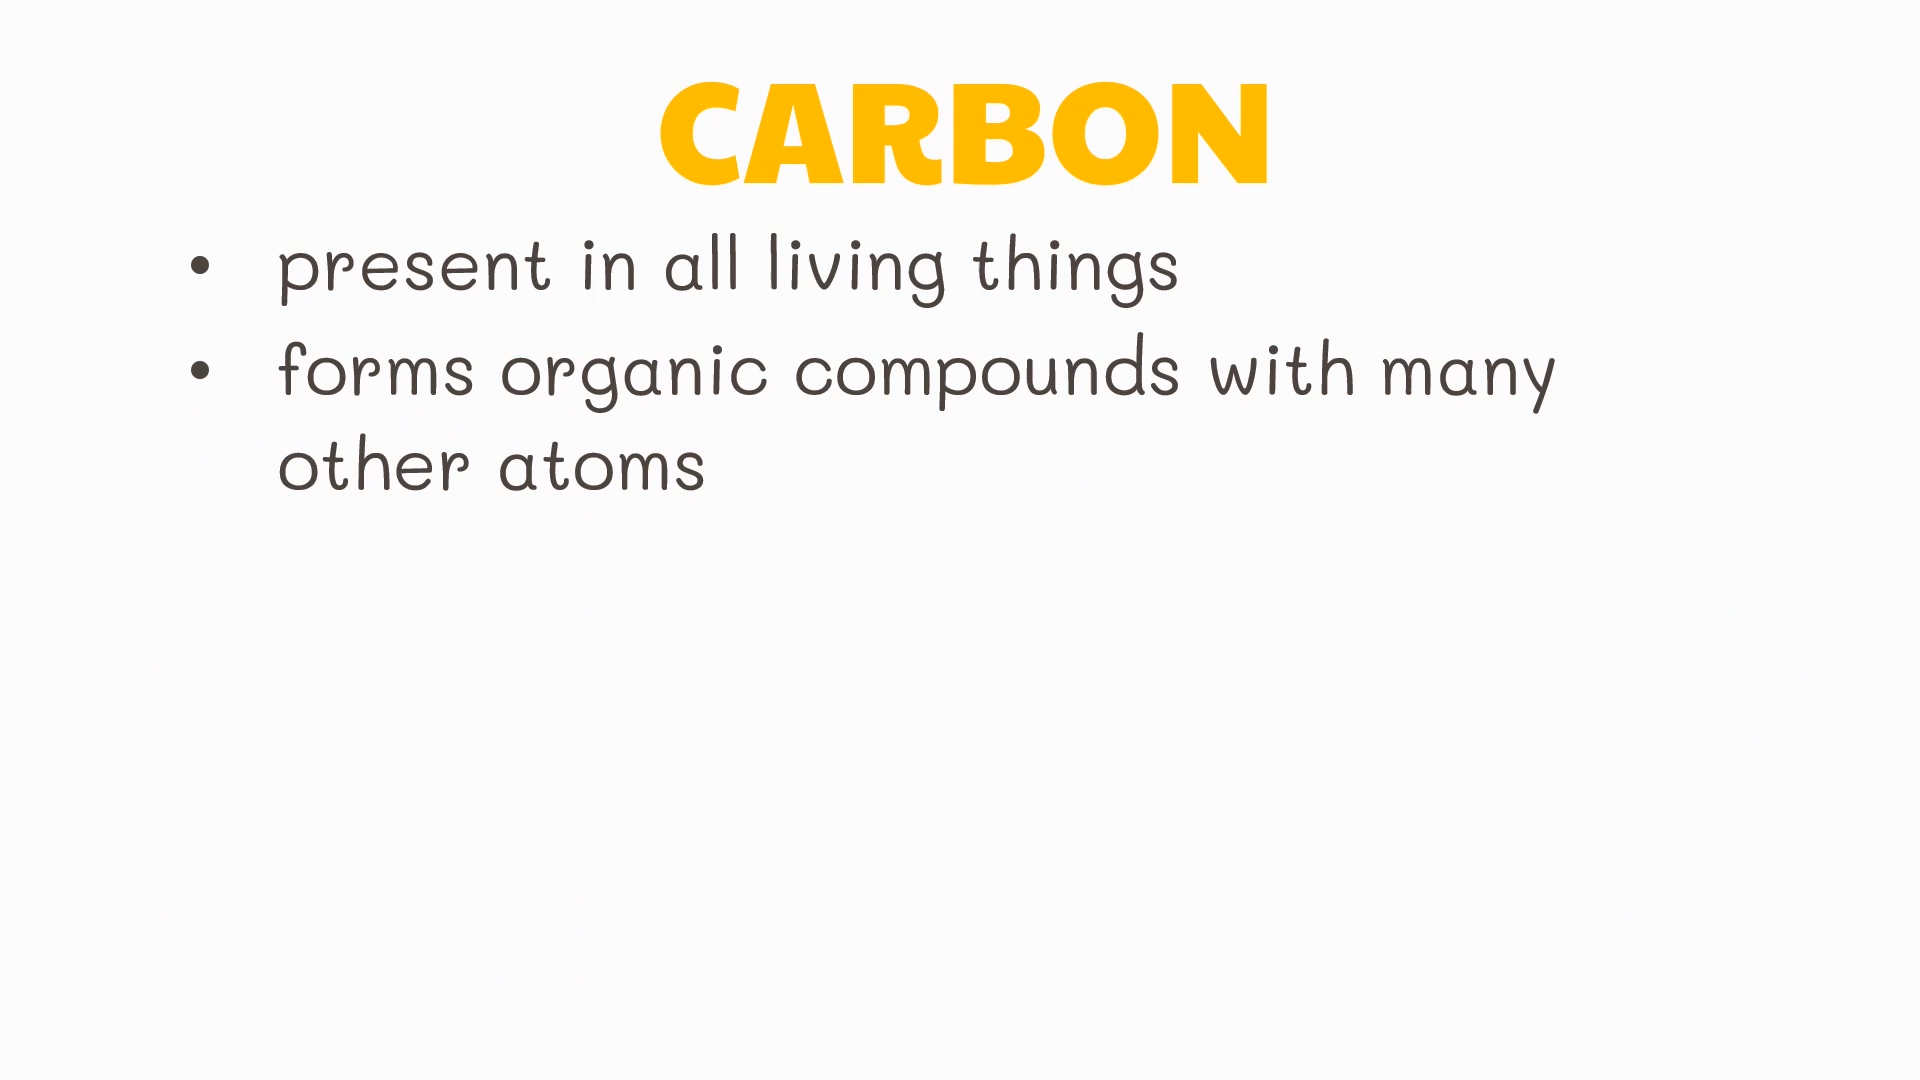 CARBON
• present in all living things
• forms organic compounds with many
other atoms